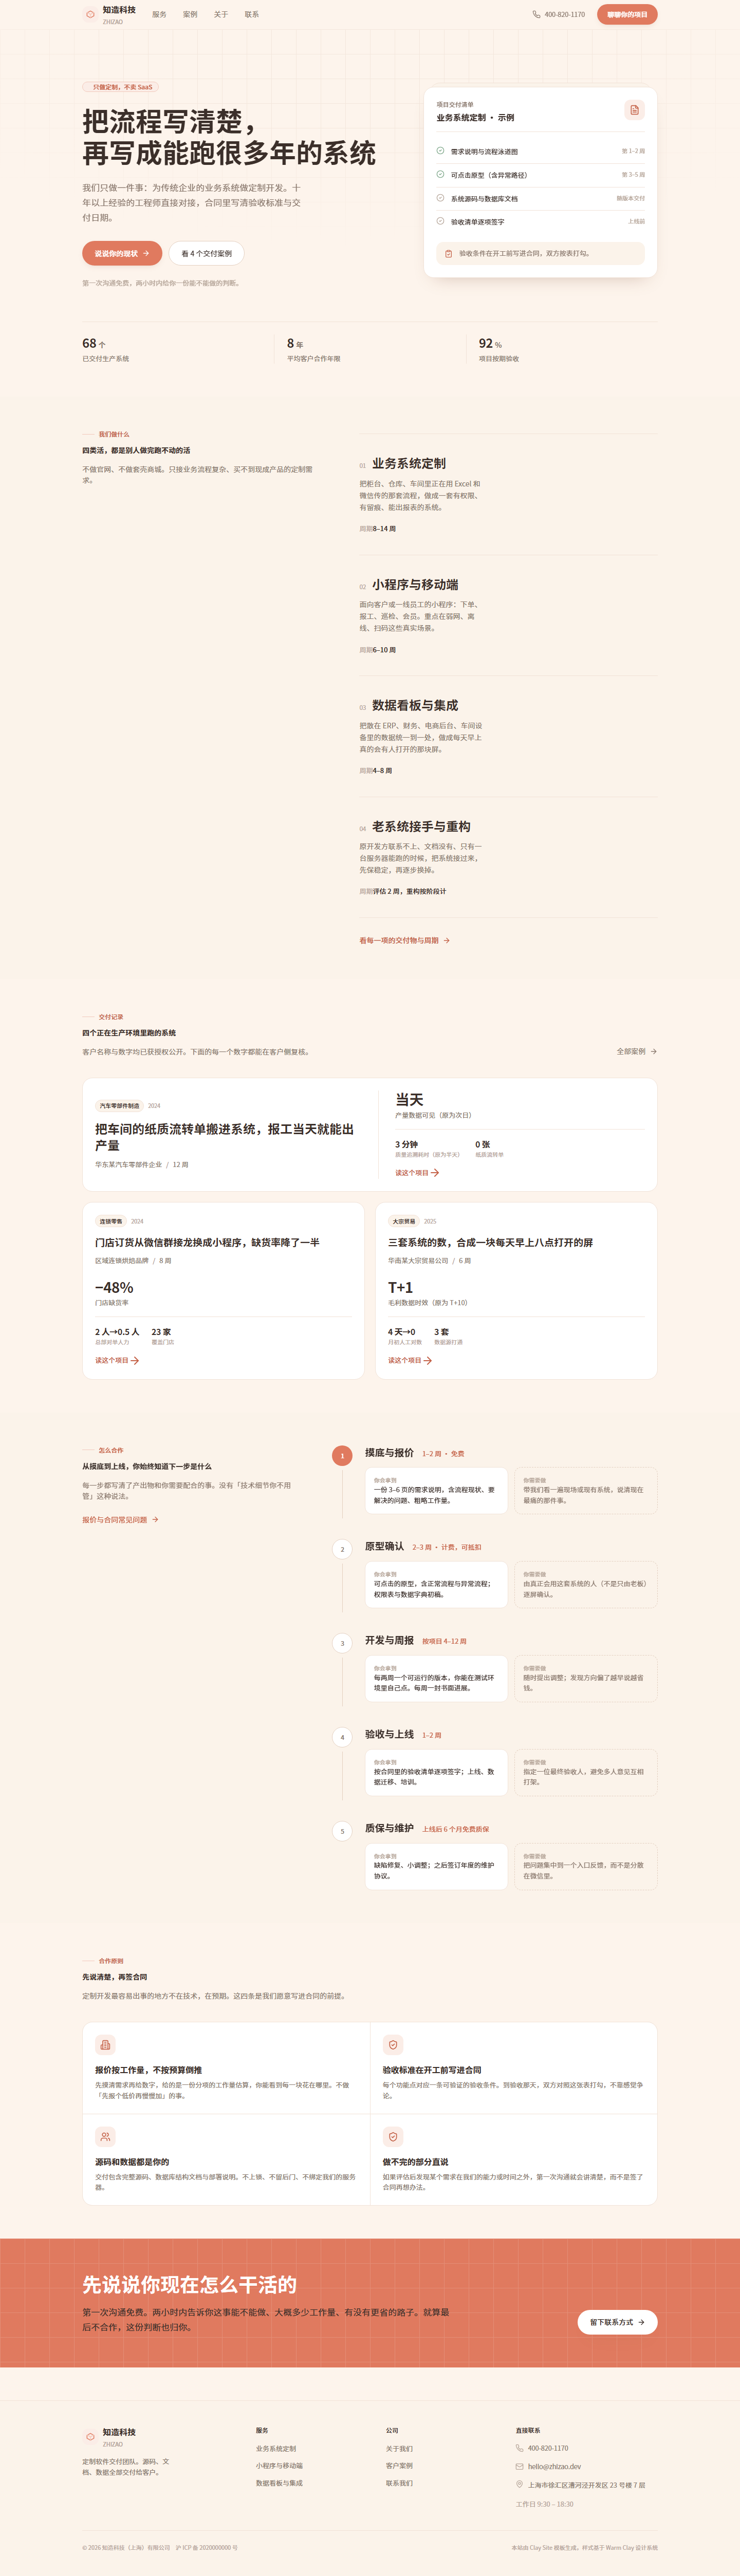 知造科技
ZHIZAO
服务
案例
关于
联系
400-820-1170
聊聊你的项目
只做定制，不卖 SaaS
把流程写清楚，
再写成能跑很多年的系统
我们只做一件事：为传统企业的业务系统做定制开发。十
年以上经验的工程师直接对接，合同里写清验收标准与交
付日期。
说说你的现状
看 4 个交付案例
第一次沟通免费，两小时内给你一份能不能做的判断。
项目交付清单
业务系统定制 · 示例
需求说明与流程泳道图
第 1–2 周
可点击原型（含异常路径）
第 3–5 周
系统源码与数据库文档
随版本交付
验收清单逐项签字
上线前
验收条件在开工前写进合同，双方按表打勾。
68 个
已交付生产系统
8 年
平均客户合作年限
92 %
项目按期验收
我们做什么
四类活，都是别人做完跑不动的活
不做官网、不做套壳商城。只接业务流程复杂、买不到现成产品的定制需
求。
01 业务系统定制
把柜台、仓库、车间里正在用 Excel 和
微信传的那套流程，做成一套有权限、
有留痕、能出报表的系统。
周期8–14 周
02 小程序与移动端
面向客户或一线员工的小程序：下单、
报工、巡检、会员。重点在弱网、离
线、扫码这些真实场景。
周期6–10 周
03 数据看板与集成
把散在 ERP、财务、电商后台、车间设
备里的数据统一到一处，做成每天早上
真的会有人打开的那块屏。
周期4–8 周
04 老系统接手与重构
原开发方联系不上、文档没有、只有一
台服务器能跑的时候，把系统接过来，
先保稳定，再逐步换掉。
周期评估 2 周，重构按阶段计
看每一项的交付物与周期
交付记录
四个正在生产环境里跑的系统
客户名称与数字均已获授权公开。下面的每一个数字都能在客户侧复核。
全部案例
汽车零部件制造 2024
把车间的纸质流转单搬进系统，报工当天就能出
产量
华东某汽车零部件企业 / 12 周
当天
产量数据可见（原为次日）
3 分钟
质量追溯耗时（原为半天）
0 张
纸质流转单
读这个项目
连锁零售 2024
门店订货从微信群接龙换成小程序，缺货率降了一半
区域连锁烘焙品牌 / 8 周
−48%
门店缺货率
2 人→0.5 人
总部对单人力
23 家
覆盖门店
读这个项目
大宗贸易 2025
三套系统的数，合成一块每天早上八点打开的屏
华南某大宗贸易公司 / 6 周
T+1
毛利数据时效（原为 T+10）
4 天→0
月初人工对数
3 套
数据源打通
读这个项目
怎么合作
从摸底到上线，你始终知道下一步是什么
每一步都写清了产出物和你需要配合的事。没有「技术细节你不用
管」这种说法。
报价与合同常见问题
1
摸底与报价 1–2 周 · 免费
你会拿到
一份 3–6 页的需求说明，含流程现状、要
解决的问题、粗略工作量。
你需要做
带我们看一遍现场或现有系统，说清现在
最痛的那件事。
2
原型确认 2–3 周 · 计费，可抵扣
你会拿到
可点击的原型，含正常流程与异常流程；
权限表与数据字典初稿。
你需要做
由真正会用这套系统的人（不是只由老板）
逐屏确认。
3
开发与周报 按项目 4–12 周
你会拿到
每两周一个可运行的版本，你能在测试环
境里自己点。每周一封书面进展。
你需要做
随时提出调整；发现方向偏了越早说越省
钱。
4
验收与上线 1–2 周
你会拿到
按合同里的验收清单逐项签字；上线、数
据迁移、培训。
你需要做
指定一位最终验收人，避免多人意见互相
打架。
5
质保与维护 上线后 6 个月免费质保
你会拿到
缺陷修复、小调整；之后签订年度的维护
协议。
你需要做
把问题集中到一个入口反馈，而不是分散
在微信里。
合作原则
先说清楚，再签合同
定制开发最容易出事的地方不在技术，在预期。这四条是我们愿意写进合同的前提。
报价按工作量，不按预算倒推
先摸清需求再给数字，给的是一份分项的工作量估算，你能看到每一块花在哪里。不做
「先报个低价再慢慢加」的事。
验收标准在开工前写进合同
每个功能点对应一条可验证的验收条件。到验收那天，双方对照这张表打勾，不靠感觉争
论。
源码和数据都是你的
交付包含完整源码、数据库结构文档与部署说明。不上锁、不留后门、不绑定我们的服务
器。
做不完的部分直说
如果评估后发现某个需求在我们的能力或时间之外，第一次沟通就会讲清楚，而不是签了
合同再想办法。
先说说你现在怎么干活的
第一次沟通免费。两小时内告诉你这事能不能做、大概多少工作量、有没有更省的路子。就算最
后不合作，这份判断也归你。
留下联系方式
知造科技
ZHIZAO
定制软件交付团队。源码、文
档、数据全部交付给客户。
服务
业务系统定制
小程序与移动端
数据看板与集成
公司
关于我们
客户案例
联系我们
直接联系
400-820-1170
hello@zhizao.dev
上海市徐汇区漕河泾开发区 23 号楼 7 层
工作日 9:30 – 18:30
© 2026 知造科技（上海）有限公司 沪 ICP 备 2020000000 号
本站由 Clay Site 模板生成，样式基于 Warm Clay 设计系统